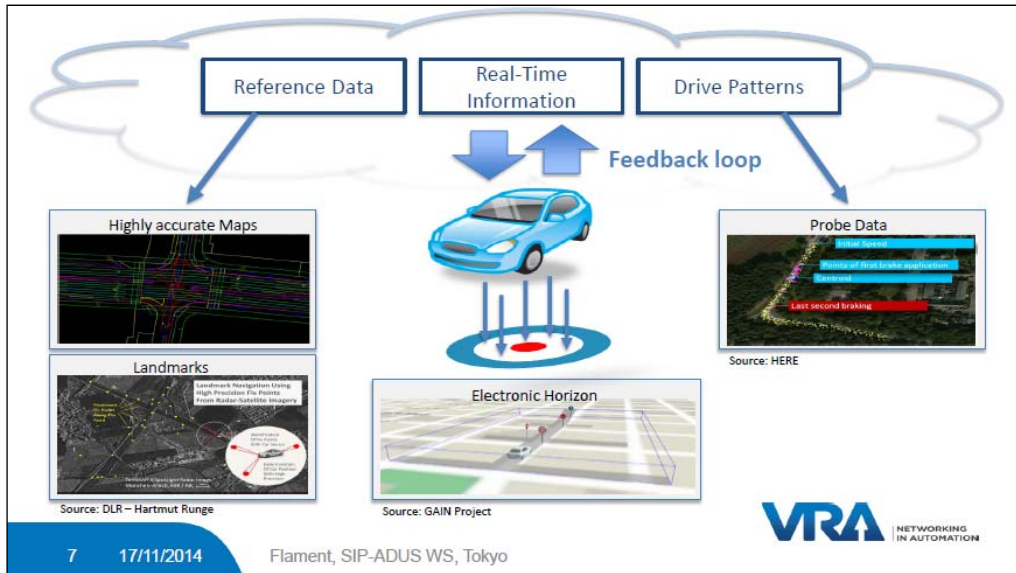 Reference Data
Real-Time
Information
Drive Patterns
Feedback loop
Highly accurate Maps
Landmarks
Landmark Navigation Using
High Precision Fix Points
From Radar-Satellite Imagery
Source: DLR – Hartmut Runge
Electronic Horizon
Source: GAIN Project
Probe Data
Initial Speed
Points of first brake application
Centroid
Last second braking
Source: HERE
VRA
NETWORKING
IN AUTOMATION
7
17/11/2014
Flament, SIP-ADUS WS, Tokyo